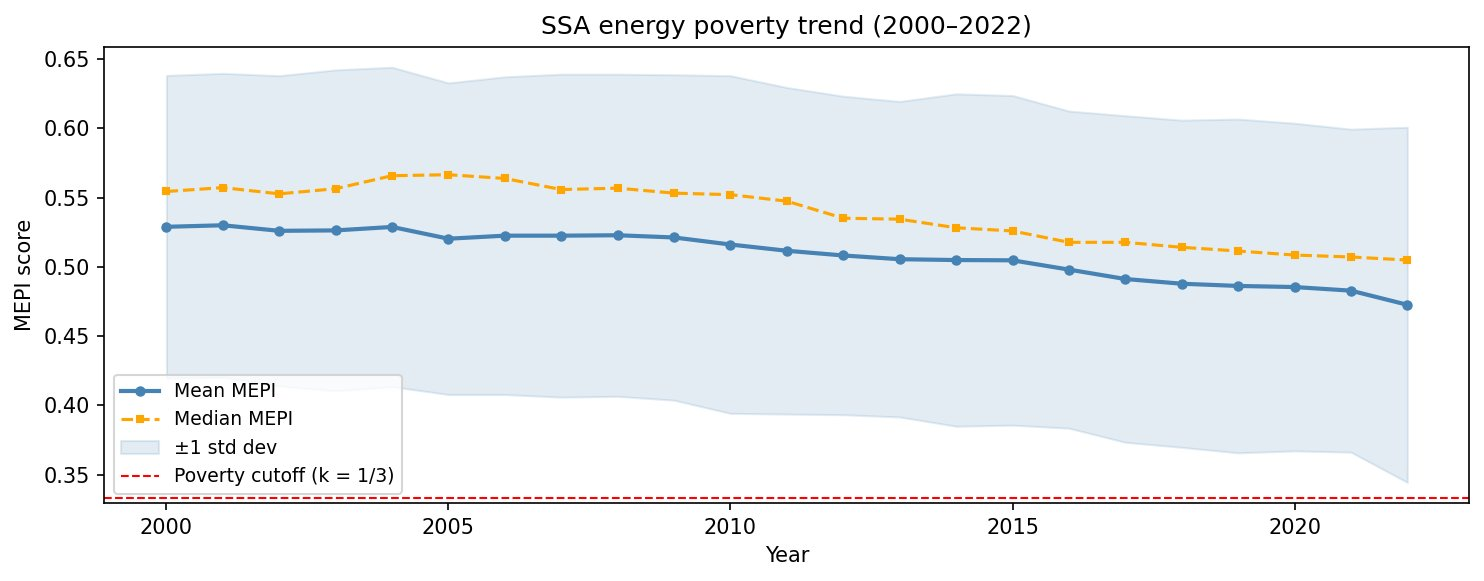 SSA energy poverty trend (2000–2022)
0.65
0.60
0.55
0.50
0.45
0.40
0.35
MEPI score
Mean MEPI
Median MEPI
±1 std dev
Poverty cutoff (k = 1/3)
2000 2005 2010 2015 2020
Year